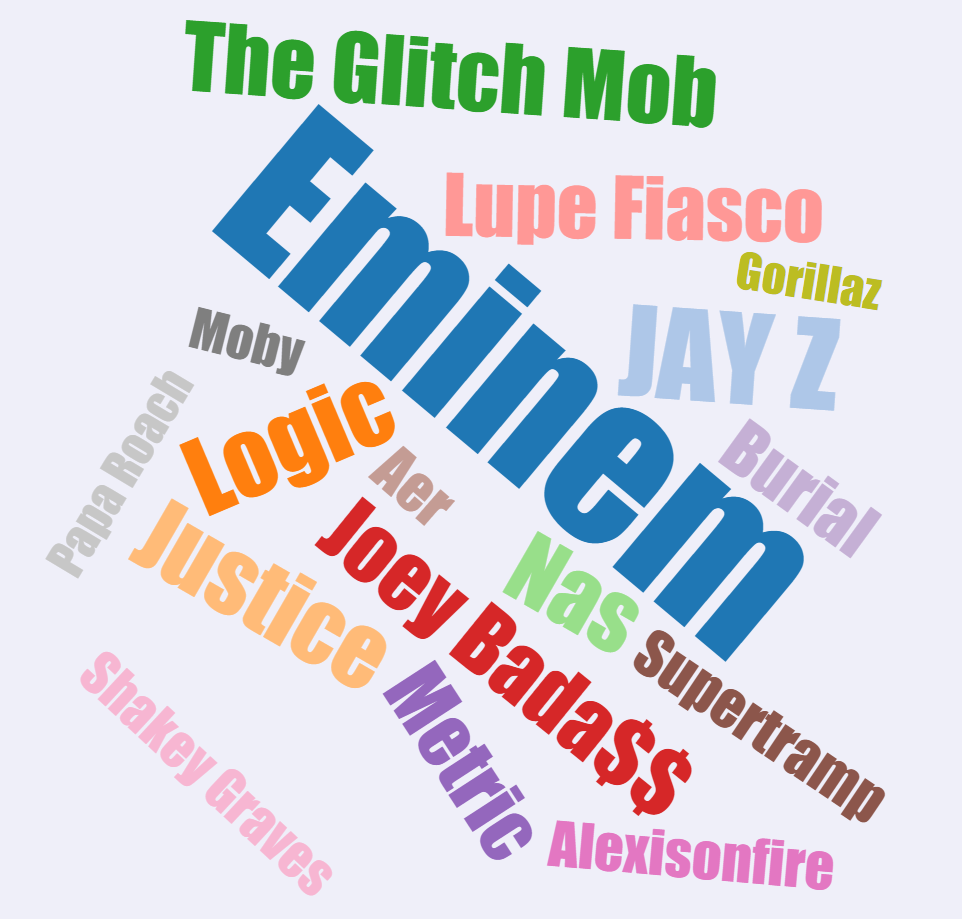 The Glitch Mob
Eminem
Lupe Fiasco
Gorillaz
JAY Z
Moby
Papa Roach
Logic
Aer
Burial
Justice
Joey Bada$$
Nas
Supertramp
Shakey Graves
Metric
Alexisonfire